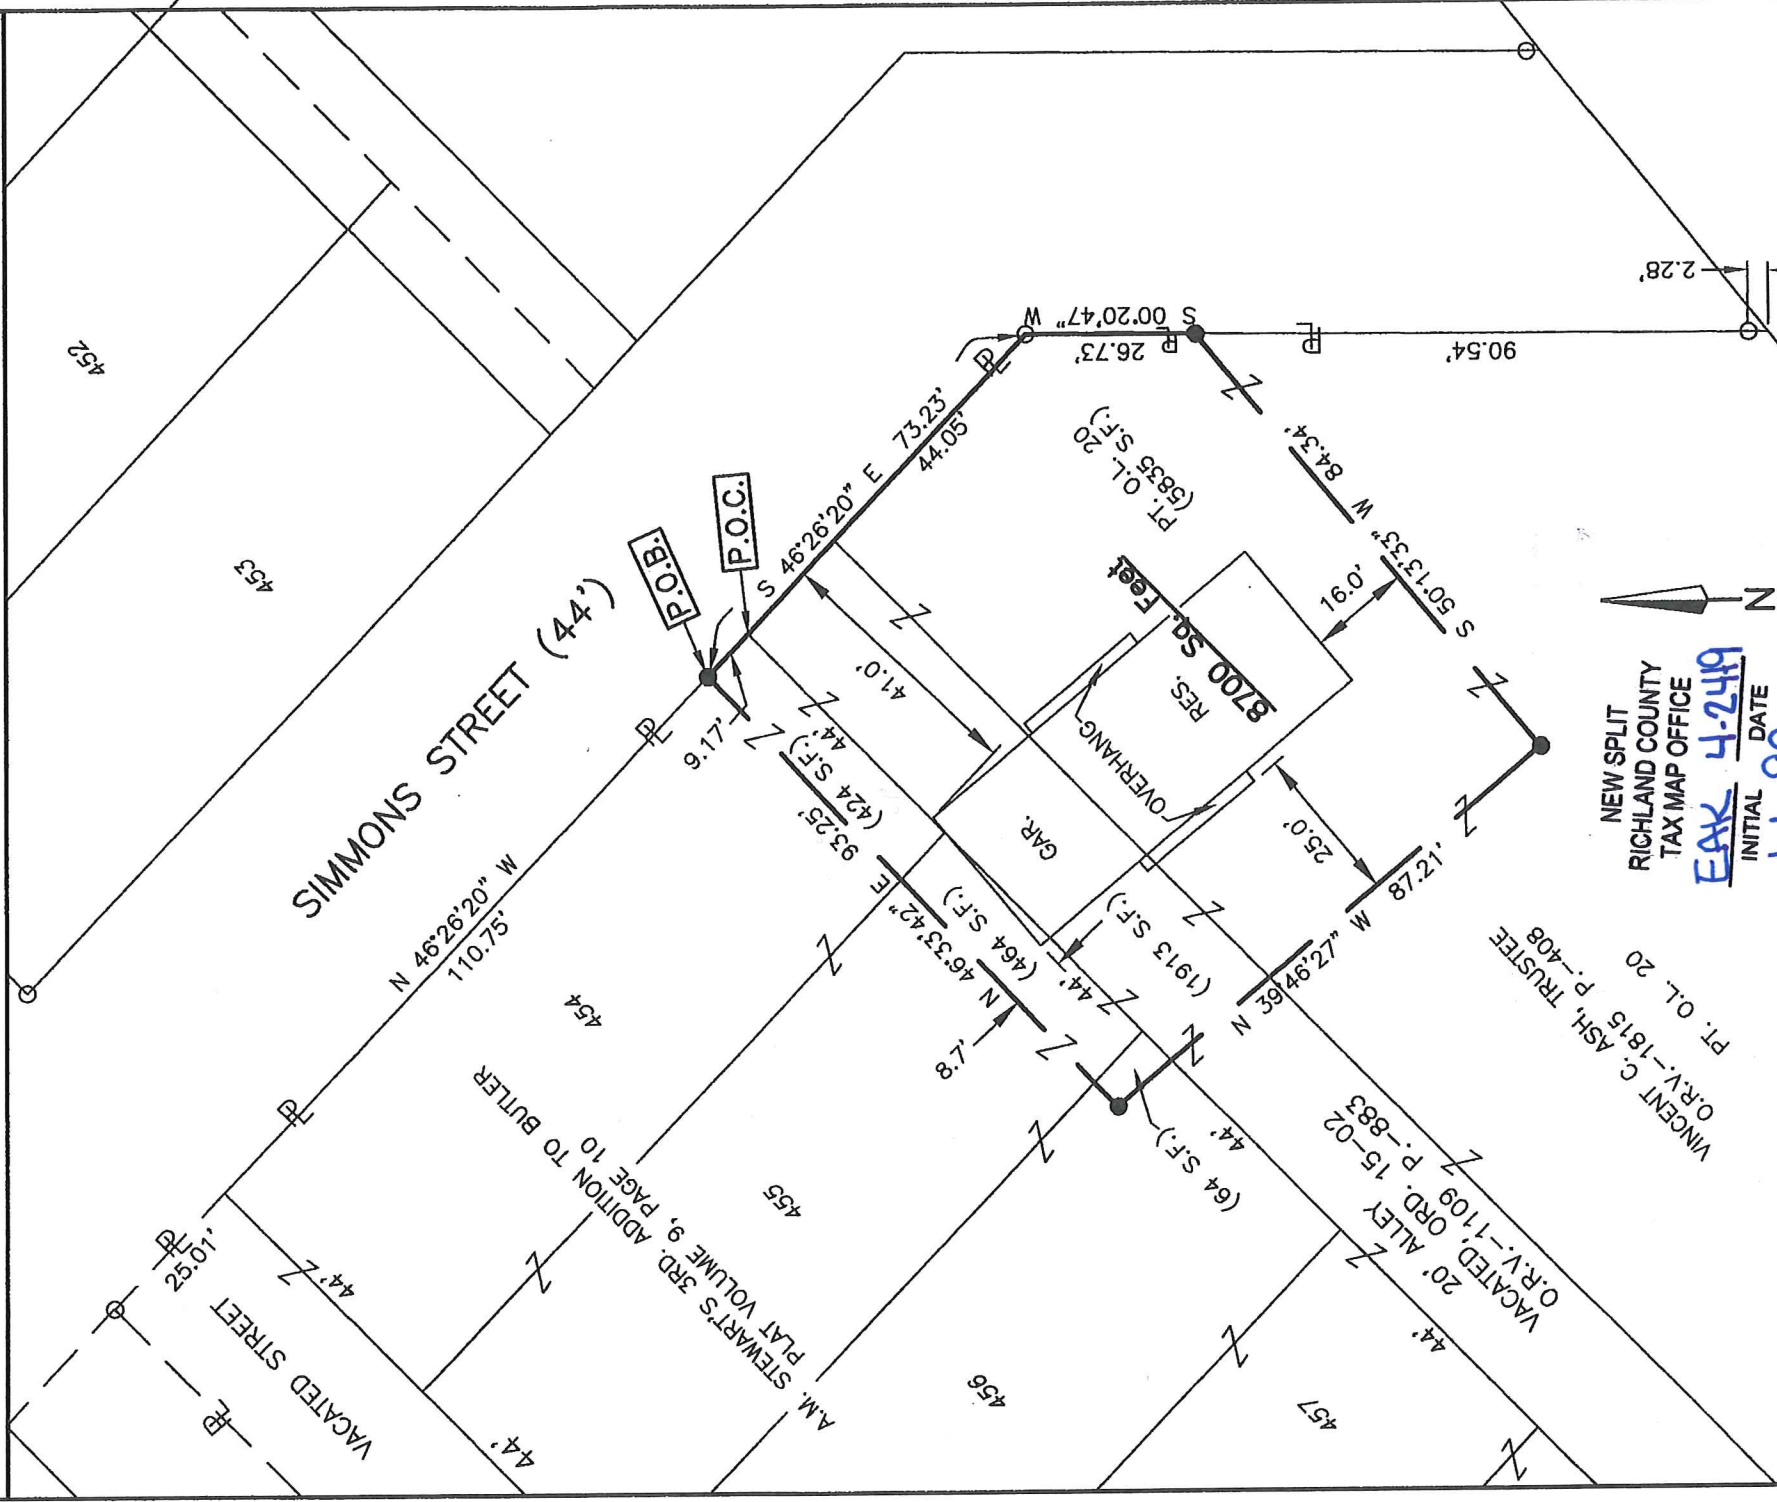 452
453
SIMMONS STREET (44')
P.O.B.
P.O.C.
S 46°26'20" E 73.23'
44.05'
S 00°20'47" W
26.73'
90.54'
2.28'
PT. O.L. 20
(5835 S.F.)
S 50°13'33" W 84.34'
16.0'
8700 Sq. Feet
RES.
OVERHANG
GAR.
41.0'
25.0'
9.17'
44'
(424 S.F.)
N 46°33'42" E 93.25'
(464 S.F.)
44'
(1913 S.F.)
8.7'
N 39°46'27" W 87.21'
(64 S.F.)
44'
N 46°26'20" W
110.75'
454
A.M. STEWART'S 3RD. ADDITION TO BUTLER
PLAT VOLUME 9, PAGE 10
455
25.01'
VACATED STREET
44'
44'
456
457
44'
20' ALLEY
VACATED, ORD. 15-02
O.R.V.-1109 P.-883
VINCENT C. ASH, TRUSTEE
O.R.V.-1815 P.-408
PT. O.L. 20
N
NEW SPLIT
RICHLAND COUNTY
TAX MAP OFFICE
EAK 4-24-19
INITIAL DATE